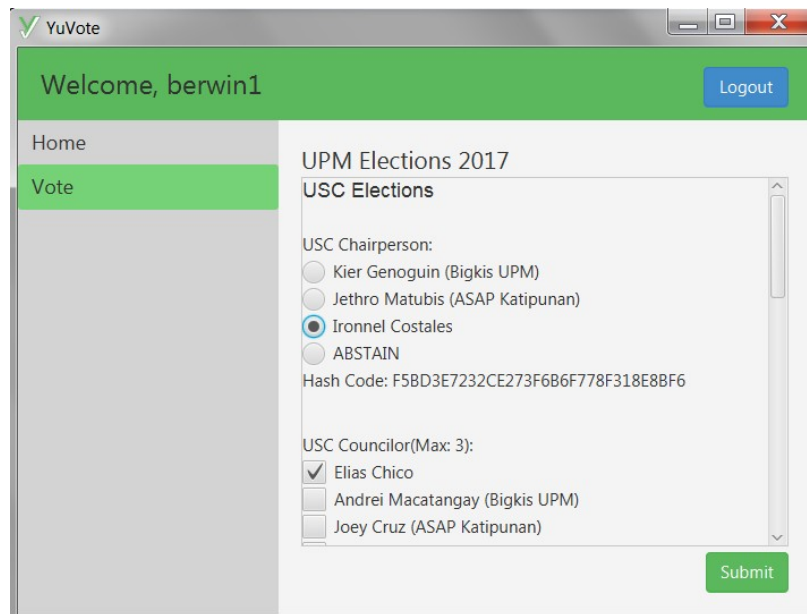 YuVote
Welcome, berwin1
Logout
Home
Vote
UPM Elections 2017
USC Elections
USC Chairperson:
Kier Genoguin (Bigkis UPM)
Jethro Matubis (ASAP Katipunan)
Ironnel Costales
ABSTAIN
Hash Code: F5BD3E7232CE273F6B6F778F318E8BF6
USC Councilor(Max: 3):
Elias Chico
Andrei Macatangay (Bigkis UPM)
Joey Cruz (ASAP Katipunan)
Submit